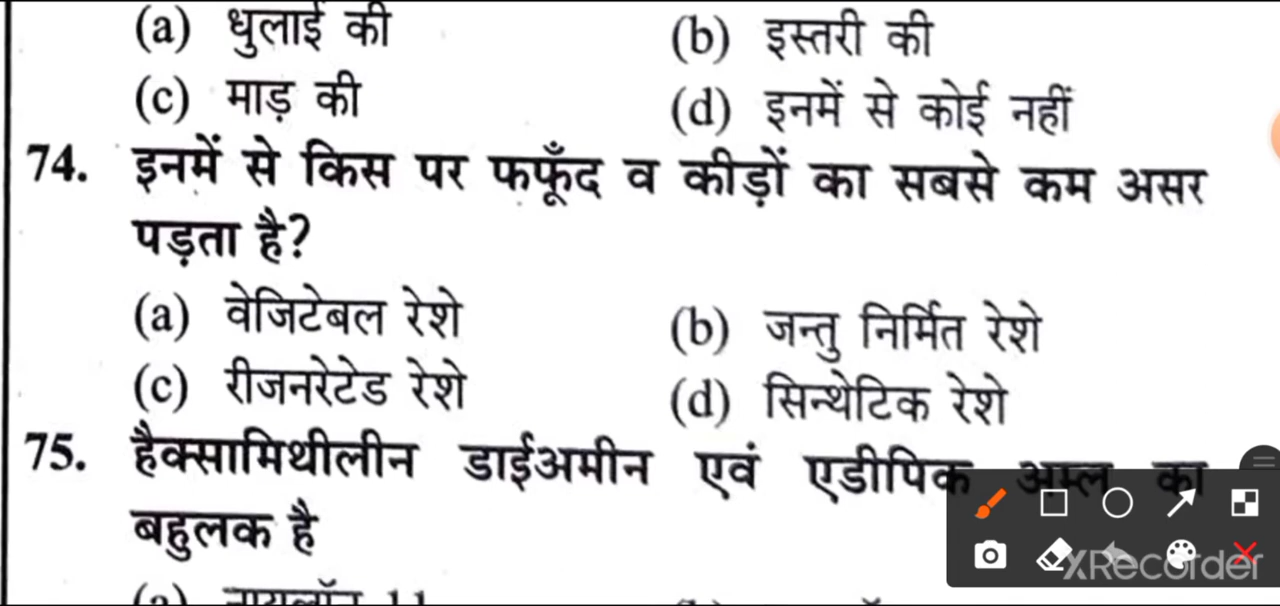 (a) धुलाई की (b) इस्तरी की
(c) माड़ की (d) इनमें से कोई नहीं
74. इनमें से किस पर फफूँद व कीड़ों का सबसे कम असर
पड़ता है?
(a) वेजिटेबल रेशे (b) जन्तु निर्मित रेशे
(c) रीजनरेटेड रेशे (d) सिन्थेटिक रेशे
75. हैक्सामिथीलीन डाईअमीन एवं एडीपिक अम्ल का
बहुलक है
XRecorder